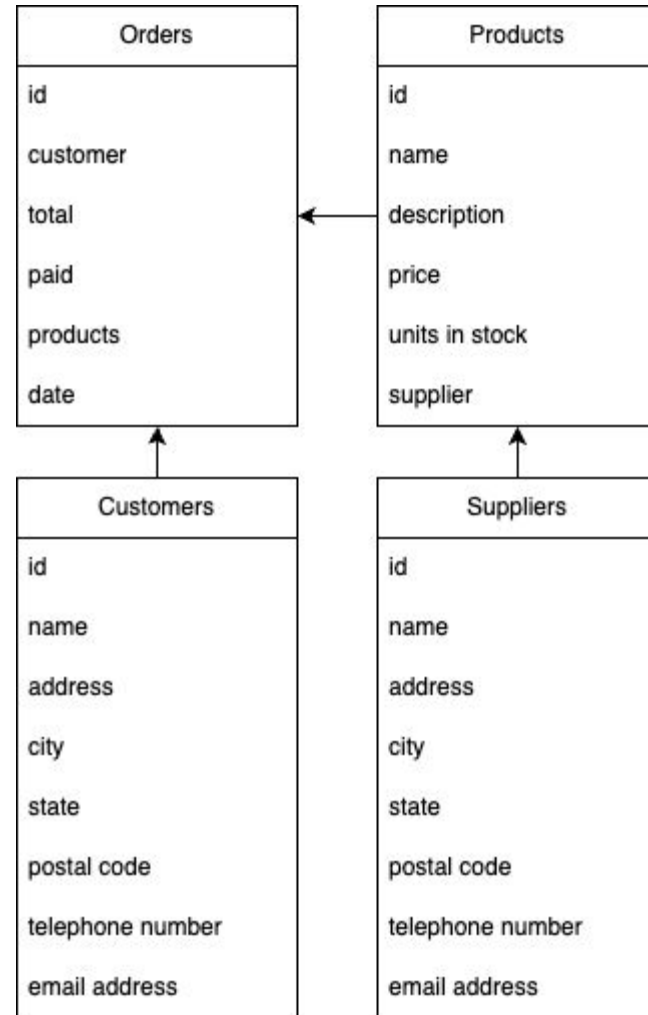 Orders
id
customer
total
paid
products
date
Products
id
name
description
price
units in stock
supplier
Customers
id
name
address
city
state
postal code
telephone number
email address
Suppliers
id
name
address
city
state
postal code
telephone number
email address